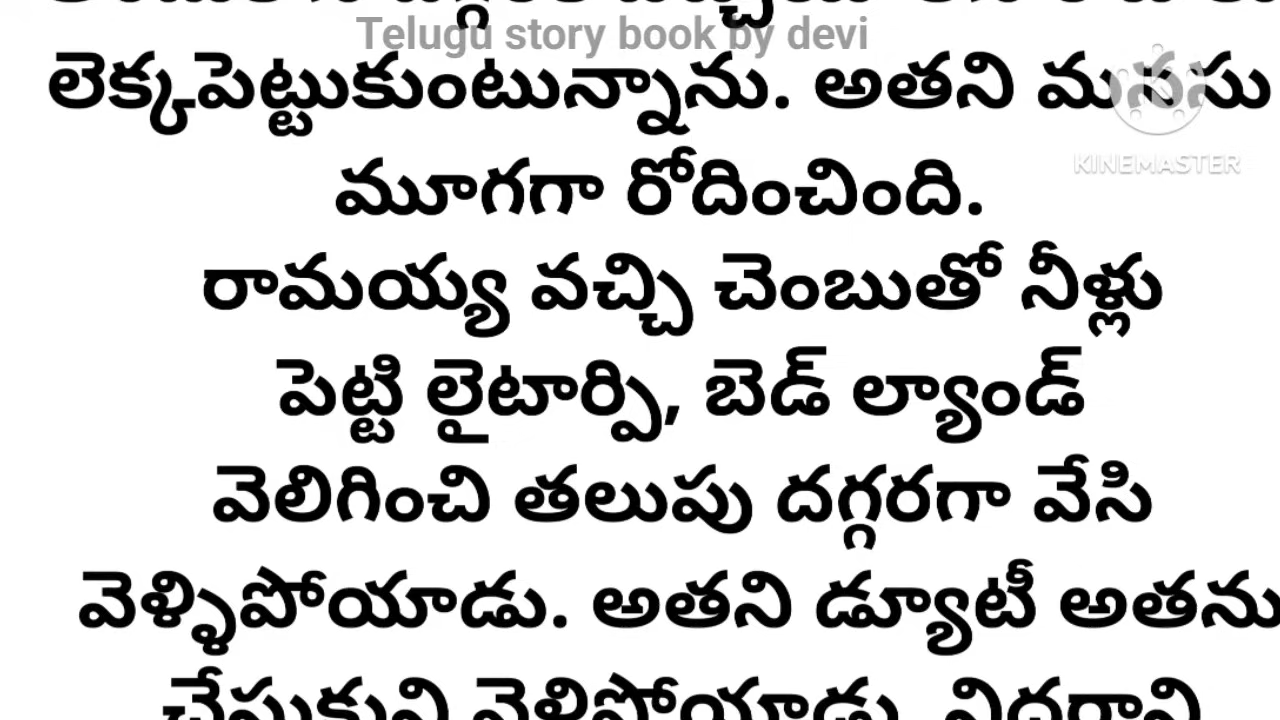 Telugu story book by devi
లెక్కపెట్టుకుంటున్నాను. అతని మనసు
KINEMASTER
మూగగా రోదించింది.
రామయ్య వచ్చి చెంబుతో నీళ్లు
పెట్టి లైటార్పి, బెడ్ ల్యాండ్
వెలిగించి తలుపు దగ్గరగా వేసి
వెళ్ళిపోయాడు. అతని డ్యూటీ అతను
చేసుకుని వెళ్లిపోయాడు.